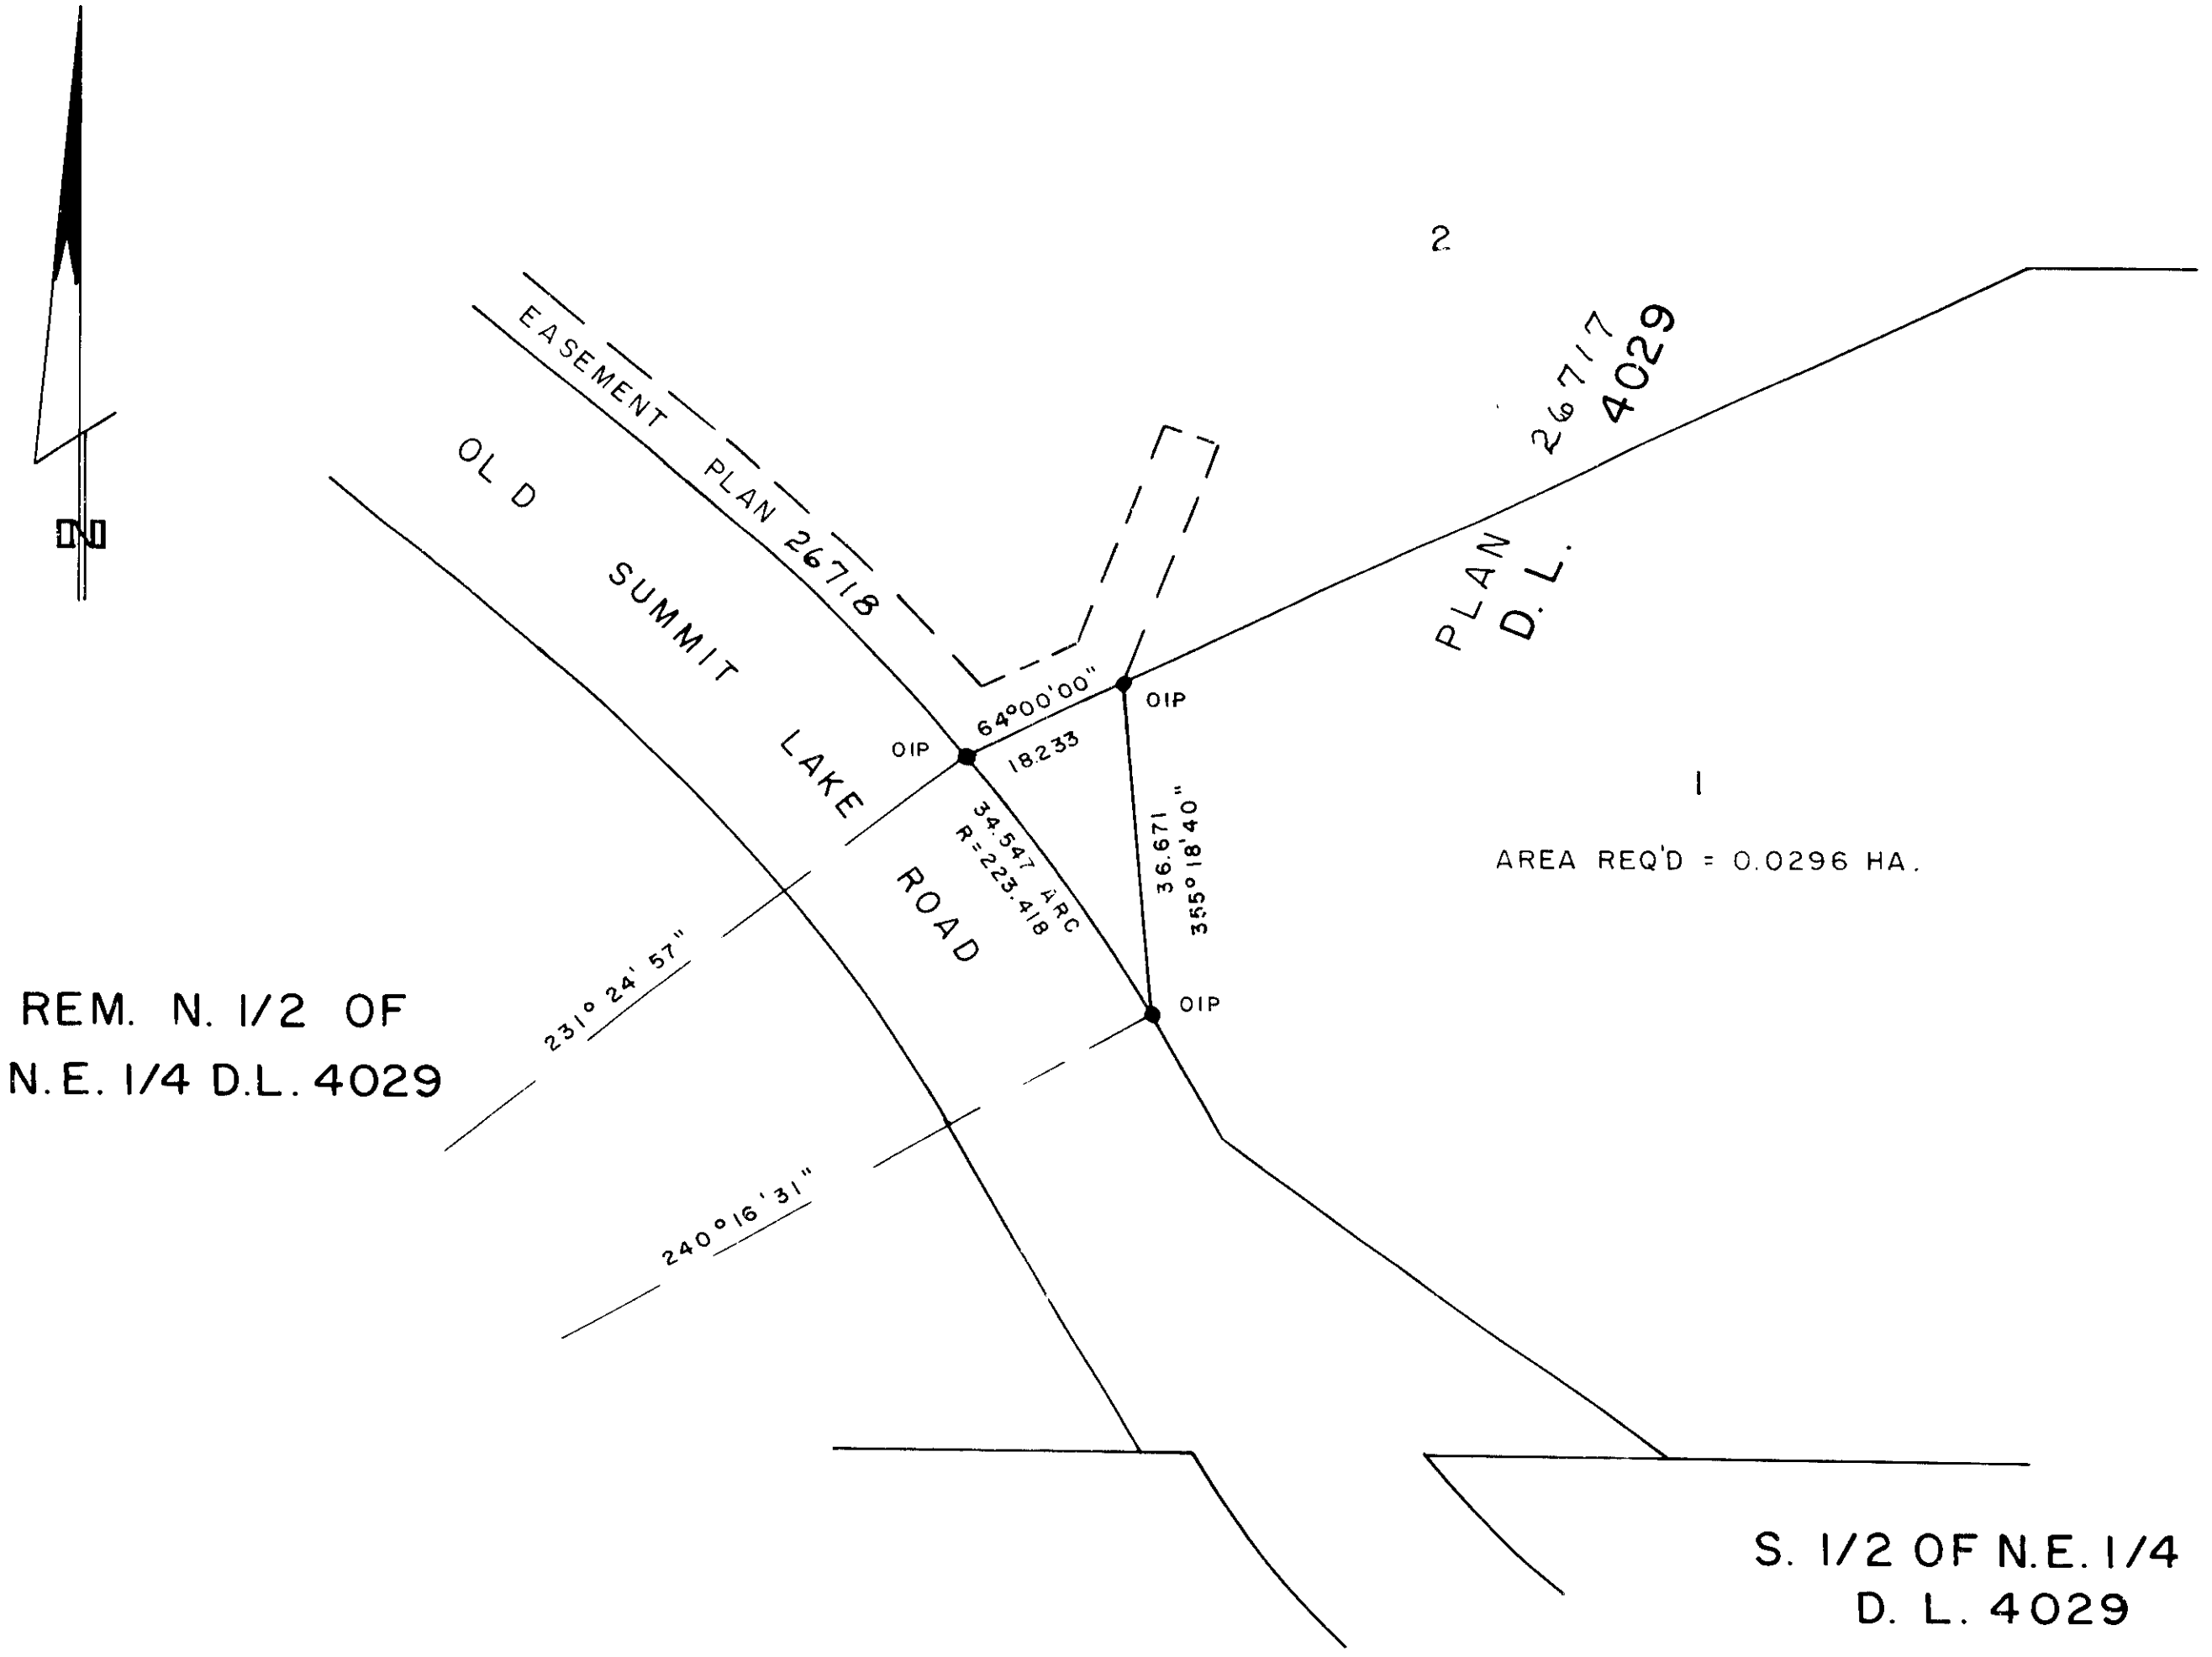 N
2
EASEMENT PLAN 26718
PLAN 26717
D. L. 4029
OLD SUMMIT LAKE ROAD
64°00'00"
18.233
OIP
OIP
34.547 ARC
R=223.418
36.671
355°18'40"
1
AREA REQ'D = 0.0296 HA.
OIP
231° 24' 57"
REM. N. 1/2 OF
N.E. 1/4 D.L. 4029
240°16'31"
S. 1/2 OF N.E. 1/4
D. L. 4029